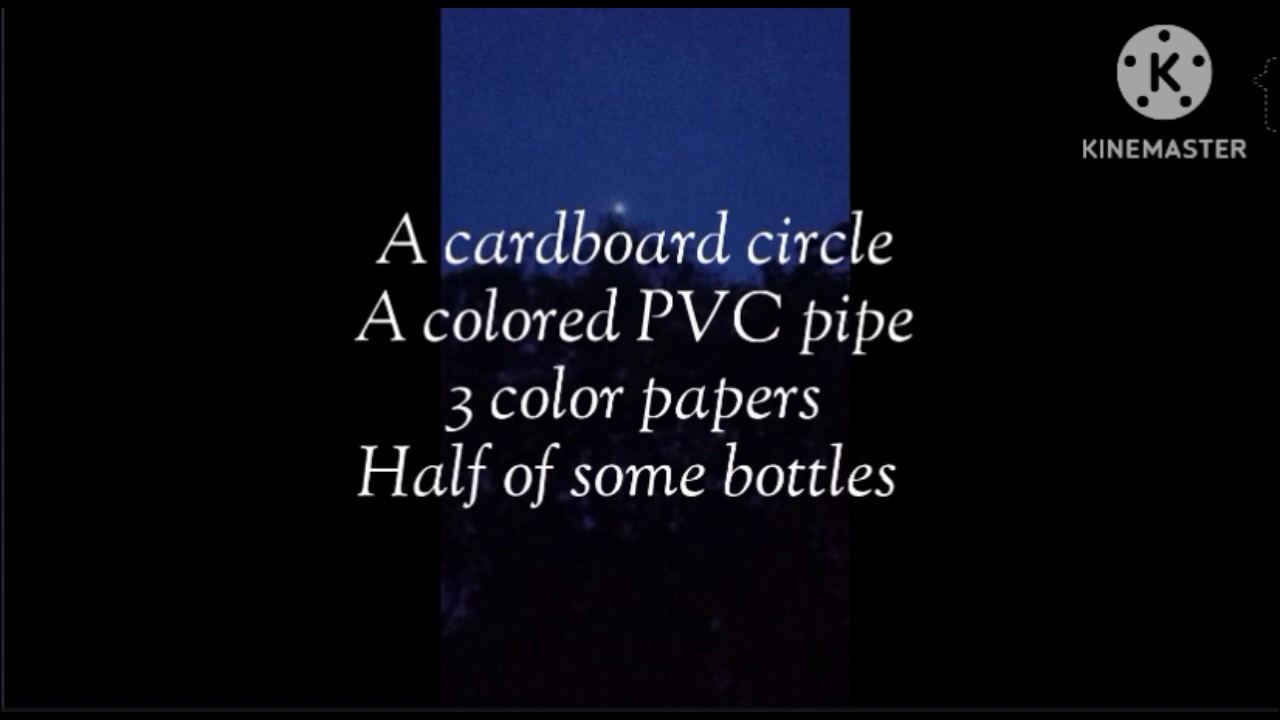 A cardboard circle
A colored PVC pipe
3 color papers
Half of some bottles
K
KINEMASTER